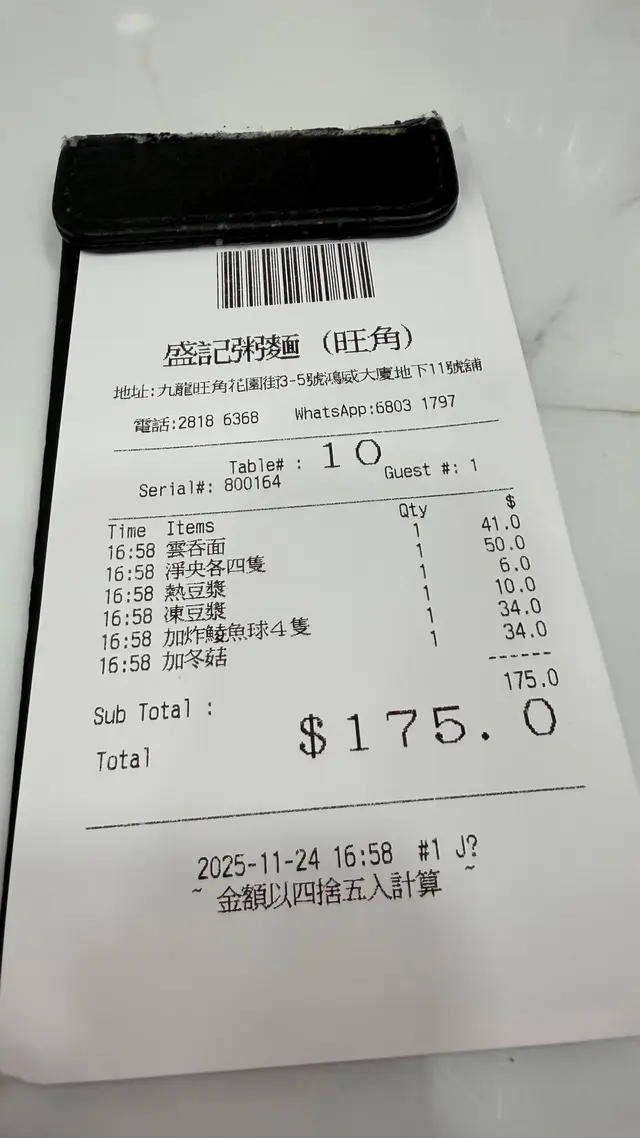 盛記粥麵 (旺角)
地址:九龍旺角花園街3-5號鴻威大廈地下11號舖
電話:2818 6368 WhatsApp:6803 1797
Table# : 10
Serial#: 800164 Guest #: 1
Time Items Qty $
16:58 雲吞面 1 41.0
16:58 淨央各四隻 1 50.0
16:58 熱豆漿 1 6.0
16:58 凍豆漿 1 10.0
16:58 加炸鯪魚球4隻 1 34.0
16:58 加冬菇 1 34.0
------
Sub Total : 175.0
Total $175.0
2025-11-24 16:58 #1 J?
~ 金額以四捨五入計算 ~